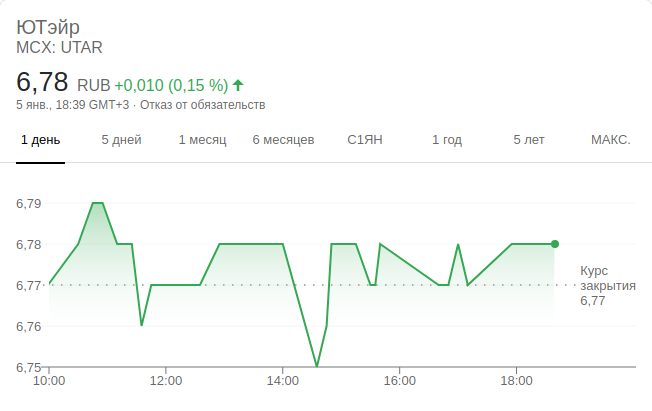 ЮТэйр
MCX: UTAR
6,78 RUB +0,010 (0,15 %)
5 янв., 18:39 GMT+3 · Отказ от обязательств
1 день 5 дней 1 месяц 6 месяцев С1ЯН 1 год 5 лет МАКС.
6,79
6,78
Курс
6,77 закрытия
6,77
6,76
6,75
10:00 12:00 14:00 16:00 18:00